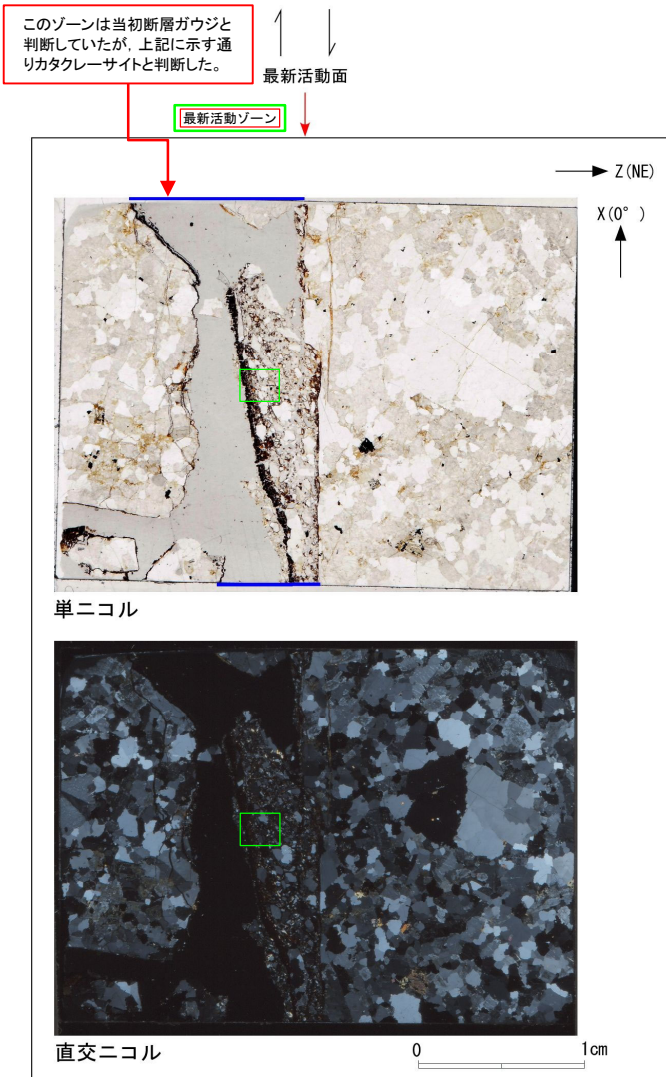 このゾーンは当初断層ガウジと
判断していたが，上記に示す通
りカタクレーサイトと判断した。
最新活動面
最新活動ゾーン
Z(NE)
X(0°)
単ニコル
直交ニコル
0 1cm